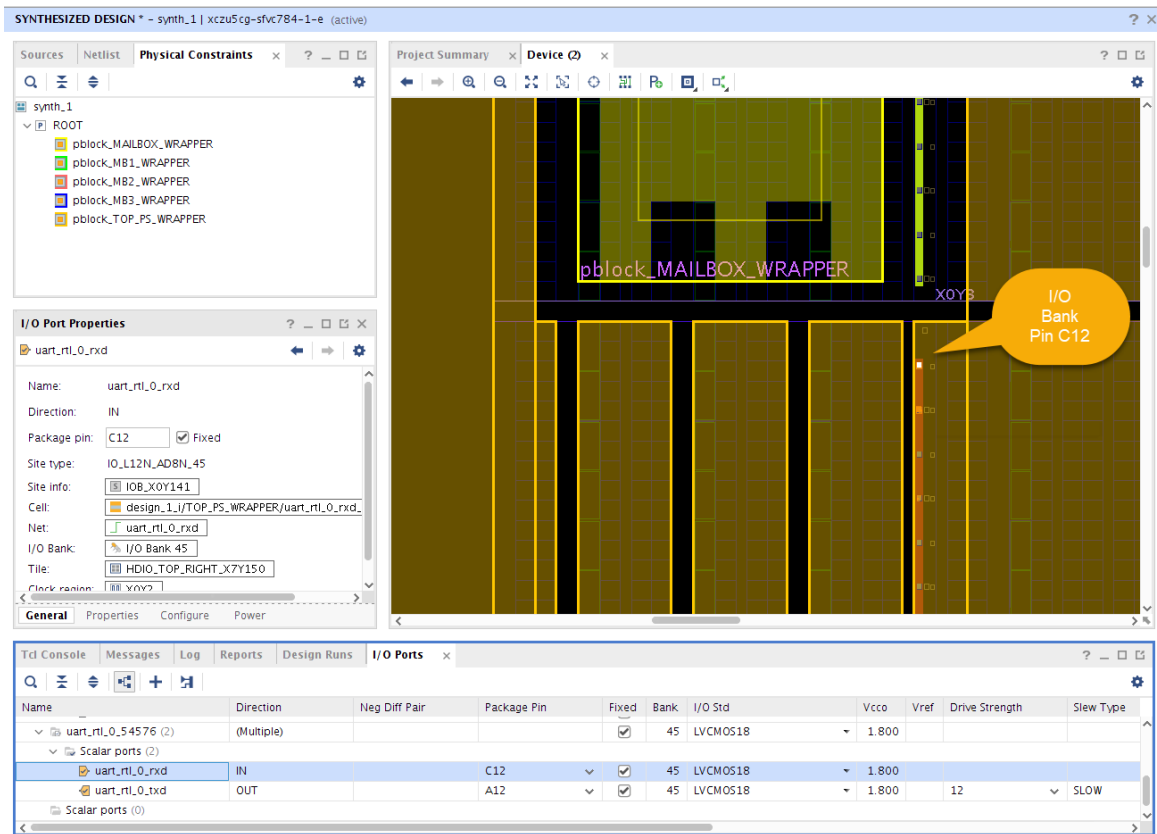 SYNTHESIZED DESIGN * - synth_1 | xczu5cg-sfvc784-1-e (active)
Sources Netlist Physical Constraints
synth_1
ROOT
pblock_MAILBOX_WRAPPER
pblock_MB1_WRAPPER
pblock_MB2_WRAPPER
pblock_MB3_WRAPPER
pblock_TOP_PS_WRAPPER
I/O Port Properties
uart_rtl_0_rxd
Name: uart_rtl_0_rxd
Direction: IN
Package pin: C12 Fixed
Site type: IO_L12N_AD8N_45
Site info: IOB_X0Y141
Cell: design_1_i/TOP_PS_WRAPPER/uart_rtl_0_rxd_
Net: uart_rtl_0_rxd
I/O Bank: I/O Bank 45
Tile: HDIO_TOP_RIGHT_X7Y150
Clock region: X0Y2
General Properties Configure Power
Project Summary Device (2)
pblock_MAILBOX_WRAPPER
X0Y3
I/O
Bank
Pin C12
Tcl Console Messages Log Reports Design Runs I/O Ports
Name Direction Neg Diff Pair Package Pin Fixed Bank I/O Std Vcco Vref Drive Strength Slew Type
uart_rtl_0_54576 (2) (Multiple) 45 LVCMOS18 1.800
Scalar ports (2)
uart_rtl_0_rxd IN C12 45 LVCMOS18 1.800
uart_rtl_0_txd OUT A12 45 LVCMOS18 1.800 12 SLOW
Scalar ports (0)